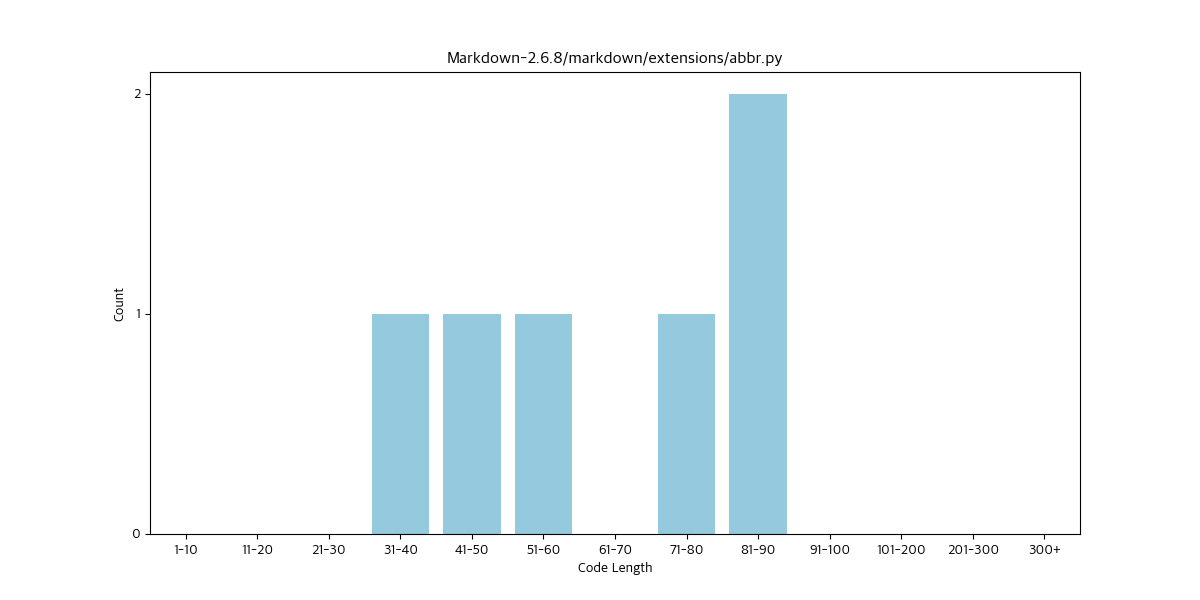 Markdown-2.6.8/markdown/extensions/abbr.py
2
1
0
Count
1-10 11-20 21-30 31-40 41-50 51-60 61-70 71-80 81-90 91-100 101-200 201-300 300+
Code Length